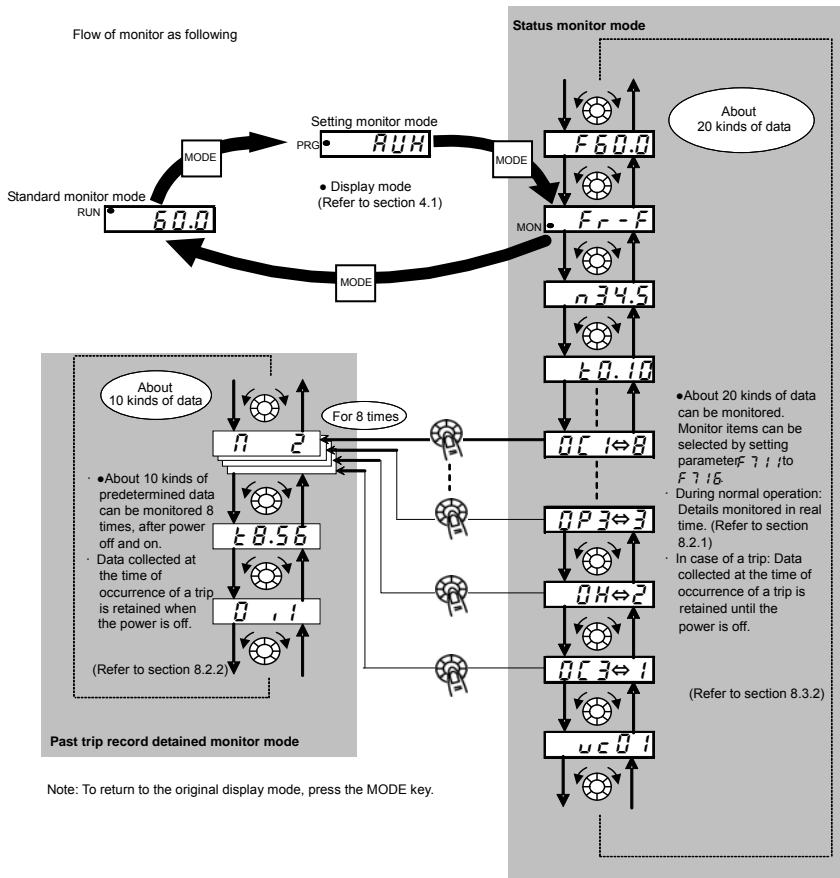 Flow of monitor as following
Status monitor mode
About
20 kinds of data
Setting monitor mode
PRG
AUH
MODE
MODE
● Display mode
(Refer to section 4.1)
Standard monitor mode
RUN
60.0
MODE
F60.0
MON
Fr-F
n34.5
t0.10
OC1⇔8
OP3⇔3
OH⇔2
OC3⇔1
uc01
●About 20 kinds of data
can be monitored.
Monitor items can be
selected by setting
parameterF711to
F716.
· During normal operation:
Details monitored in real
time. (Refer to section
8.2.1)
· In case of a trip: Data
collected at the time of
occurrence of a trip is
retained until the
power is off.
(Refer to section 8.3.2)
About
10 kinds of data
For 8 times
n 2
t8.56
· ●About 10 kinds of
predetermined data
can be monitored 8
times, after power
off and on.
· Data collected at
the time of
occurrence of a trip
is retained when
the power is off.
(Refer to section 8.2.2)
Past trip record detained monitor mode
Note: To return to the original display mode, press the MODE key.